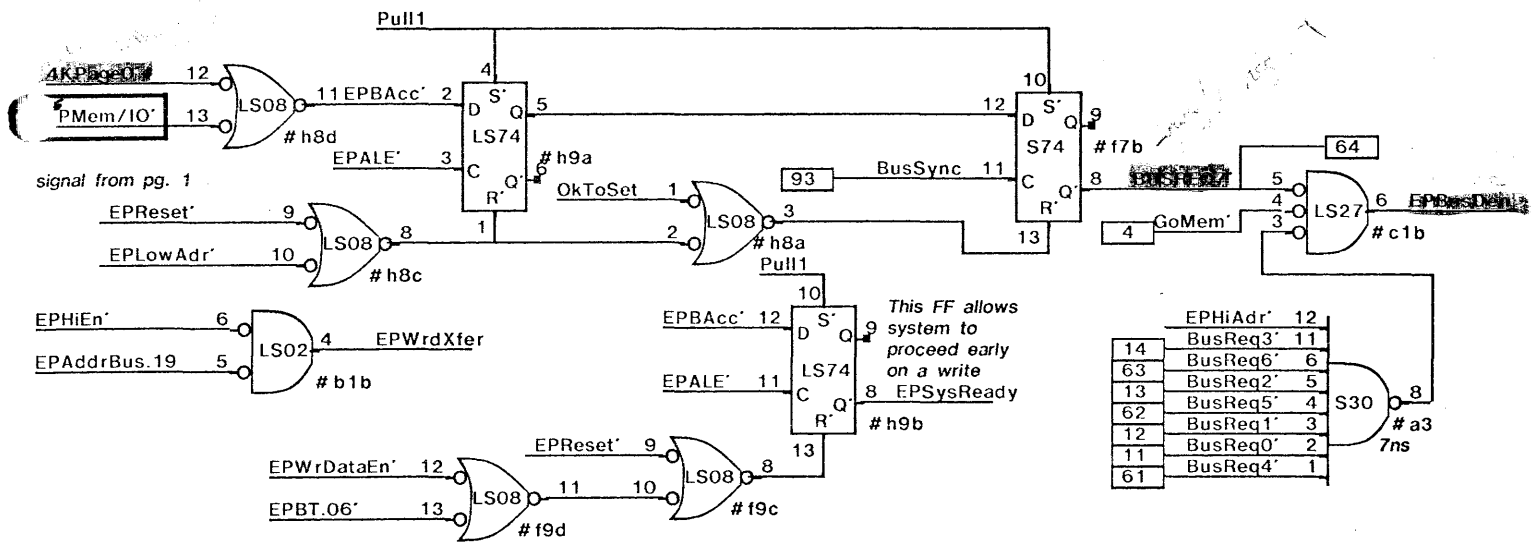 Pull1
4KPage0'
12
LS08
11
EPBAcc'
2
4
S'
D
Q
5
LS74
PMem/IO'
13
#h8d
EPALE'
3
C
Q'
6
#h9a
R'
1
signal from pg. 1
10
12
S'
D
Q
9
S74
#f7b
93
BusSync
11
C
Q'
8
R'
13
64
OkToSet
1
LS08
3
2
#h8a
EPReset'
9
LS08
8
EPLowAdr'
10
#h8c
5
GoMem'
4
4
3
LS27
6
#c1b
EPHiEn'
6
LS02
4
EPWrdXfer
EPAddrBus.19
5
#b1b
Pull1
10
EPBAcc'
12
S'
D
Q
9
LS74
EPALE'
11
C
Q'
8
EPSysReady
R'
#h9b
13
This FF allows
system to
proceed early
on a write
EPReset'
9
LS08
8
10
#f9c
EPWrDataEn'
12
LS08
11
EPBT.06'
13
#f9d
EPHiAdr' 12
14 BusReq3' 11
63 BusReq6' 6
13 BusReq2' 5
62 BusReq5' 4
12 BusReq1' 3
11 BusReq0' 2
61 BusReq4' 1
S30
8
#a3
7ns